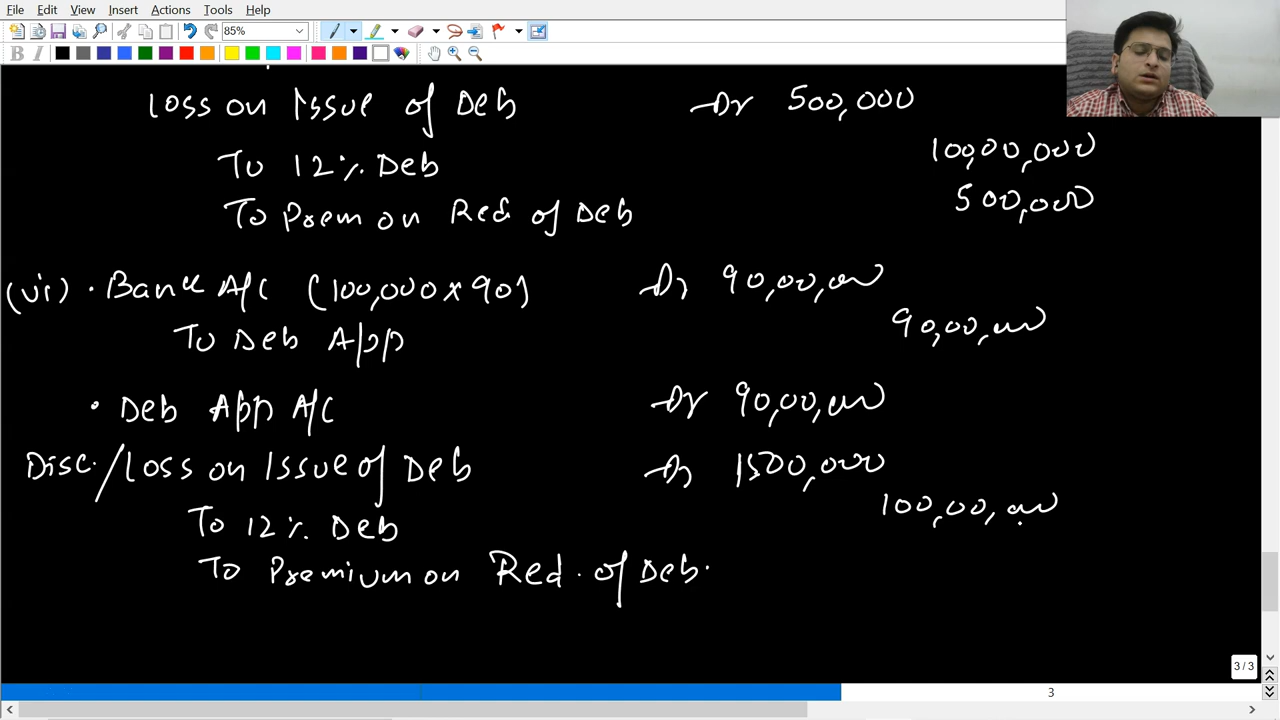 File Edit View Insert Actions Tools Help
85%
B I U
Loss on Issue of Deb Dr 500,000
To 12% Deb 100,00,000
To Prem on Red of Deb 500,000
(vi) · Bank A/c (100,000 x 90) Dr 90,00,000
To Deb App 90,00,000
· Deb App A/c Dr 90,00,000
Disc./Loss on Issue of Deb Dr 1500,000
To 12% Deb 100,00,000
To Premium on Red. of Deb.
3/3
3